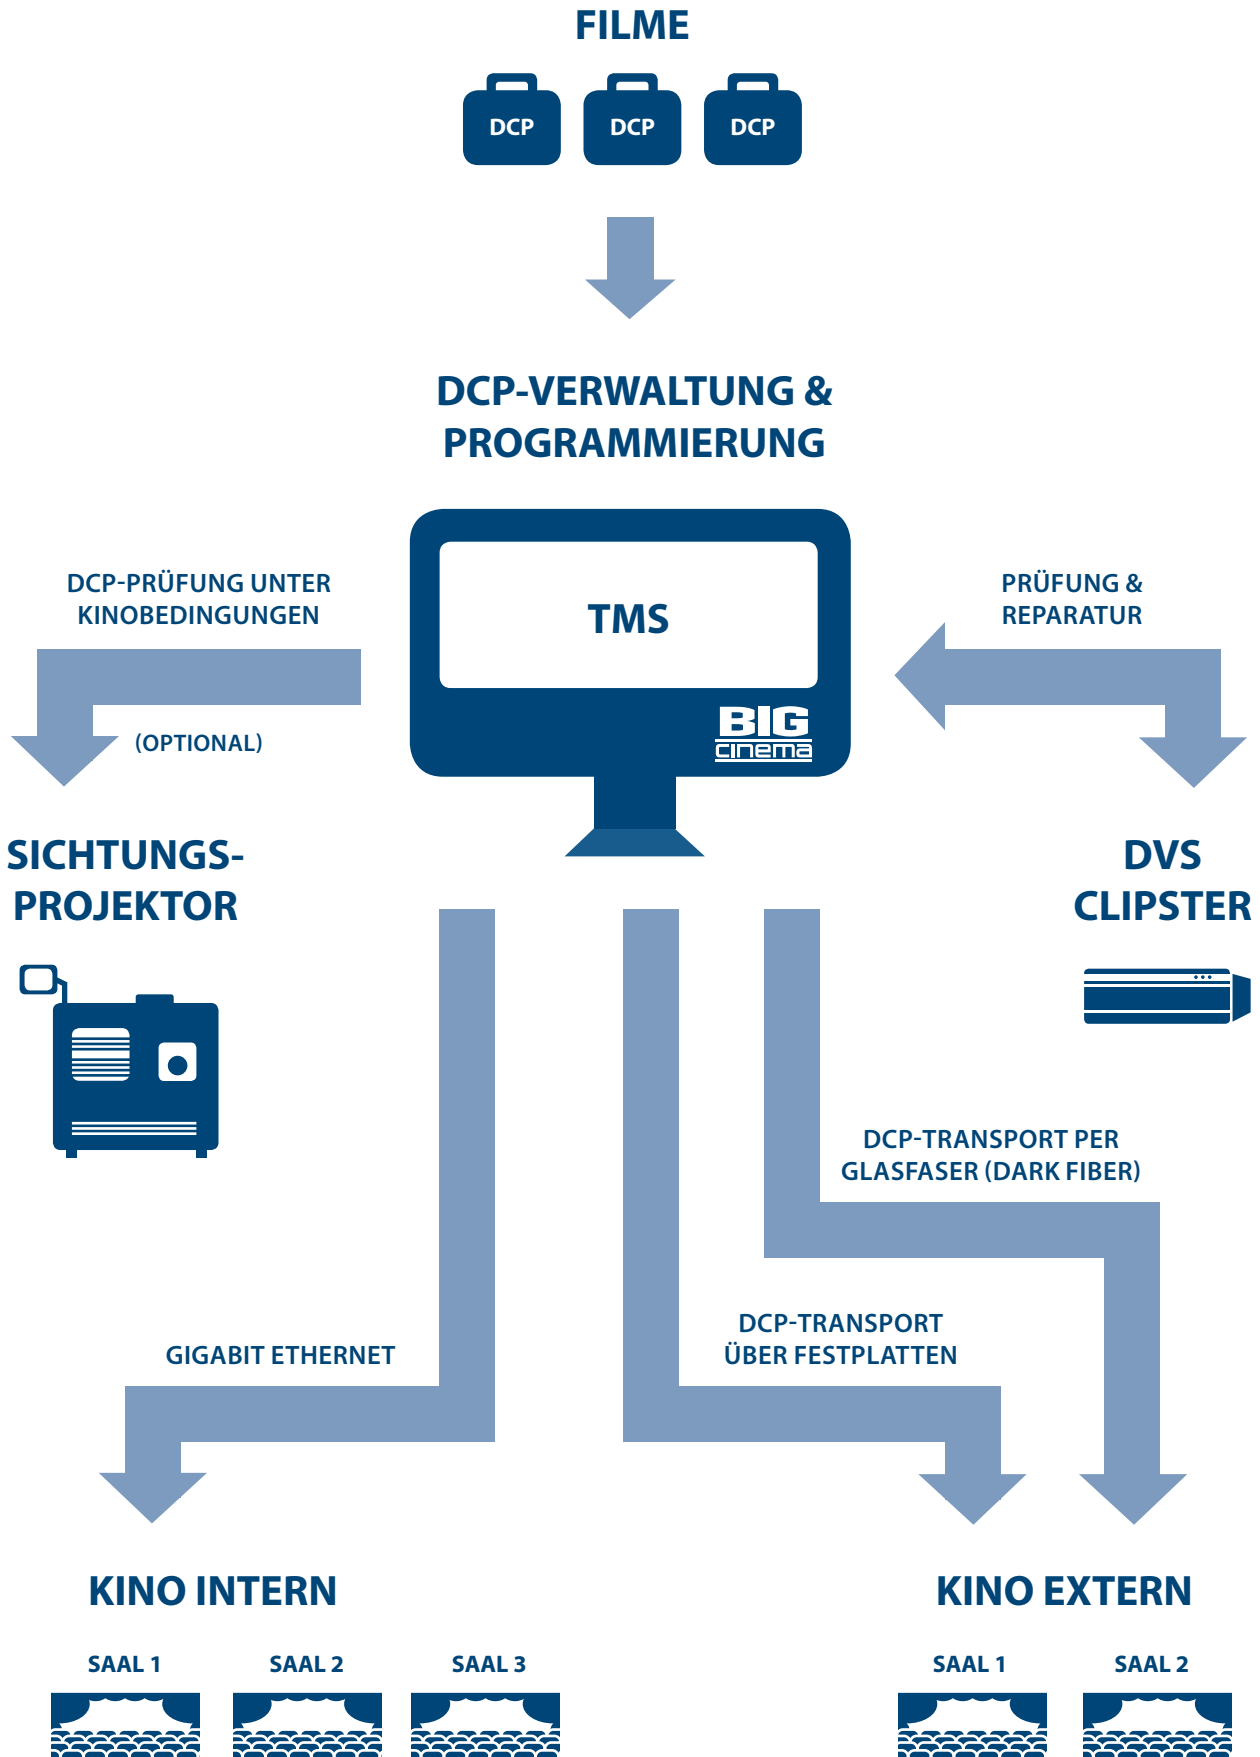 FILME
DCP
DCP
DCP
DCP-VERWALTUNG &
PROGRAMMIERUNG
DCP-PRÜFUNG UNTER
KINOBEDINGUNGEN
(OPTIONAL)
TMS
BIG
cinema
PRÜFUNG &
REPARATUR
SICHTUNGS-
PROJEKTOR
DVS
CLIPSTER
DCP-TRANSPORT PER
GLASFASER (DARK FIBER)
GIGABIT ETHERNET
DCP-TRANSPORT
ÜBER FESTPLATTEN
KINO INTERN
SAAL 1
SAAL 2
SAAL 3
KINO EXTERN
SAAL 1
SAAL 2